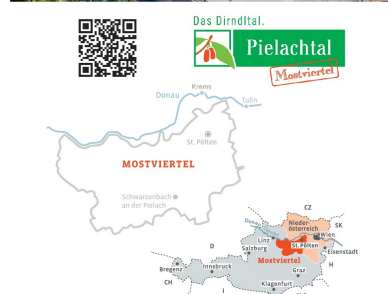 Das Dirndltal.
Pielachtal
Mostviertel
Krems
Donau
Tulln
St. Pölten
MOSTVIERTEL
Schwarzenbach
an der Pielach
CZ
Nieder-
österreich
SK
Donau
Linz
Wien
Salzburg
St. Pölten
Eisenstadt
D
Mostviertel
H
Bregenz
Innsbruck
Graz
CH
Klagenfurt
I